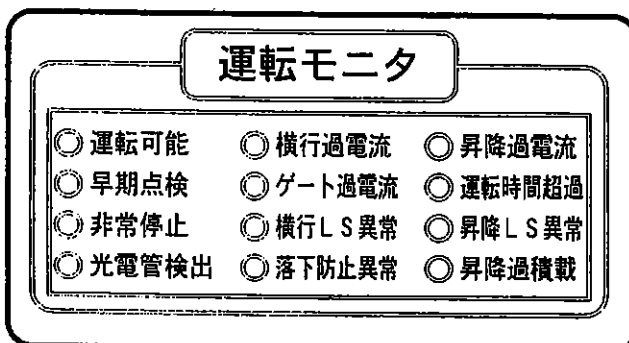 運転モニタ
◎ 運転可能 ◎ 横行過電流 ◎ 昇降過電流
◎ 早期点検 ◎ ゲート過電流 ◎ 運転時間超過
◎ 非常停止 ◎ 横行LS異常 ◎ 昇降LS異常
◎ 光電管検出 ◎ 落下防止異常 ◎ 昇降過積載